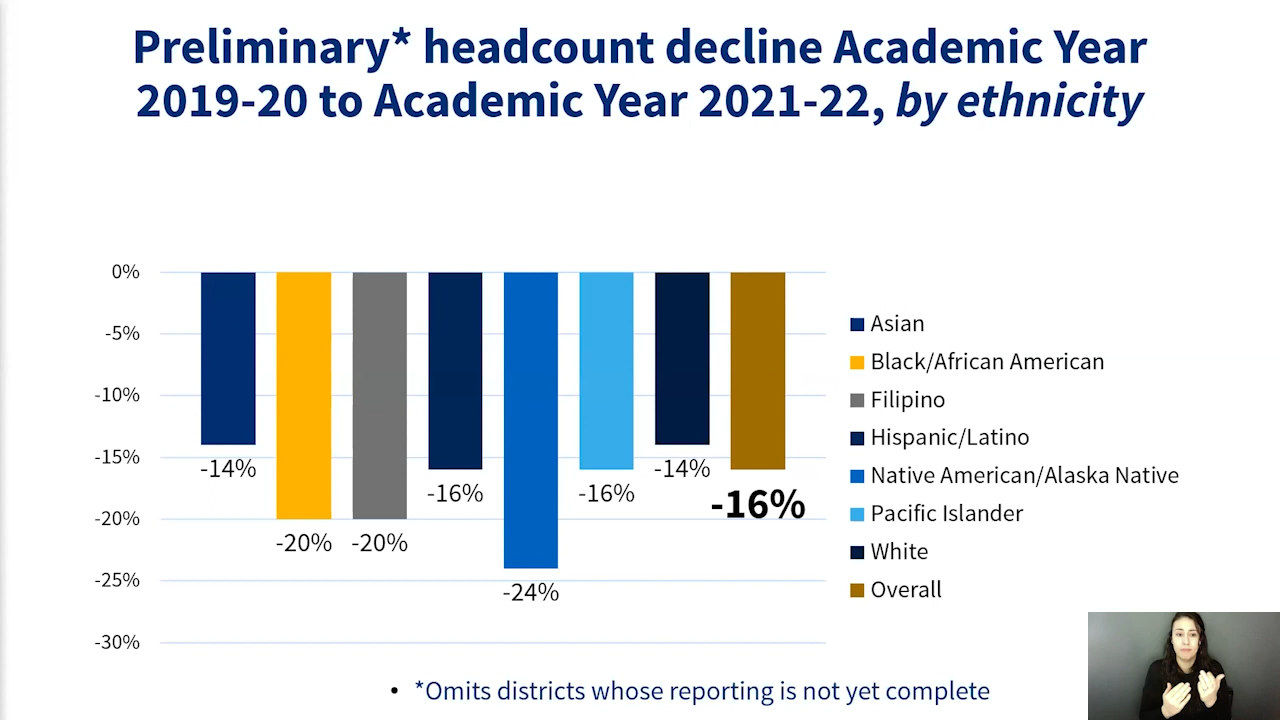 Preliminary* headcount decline Academic Year
2019-20 to Academic Year 2021-22, by ethnicity
0%
-5%
-10%
-15%
-20%
-25%
-30%
-14%
-20%
-20%
-16%
-24%
-16%
-14%
-16%
Asian
Black/African American
Filipino
Hispanic/Latino
Native American/Alaska Native
Pacific Islander
White
Overall
• *Omits districts whose reporting is not yet complete